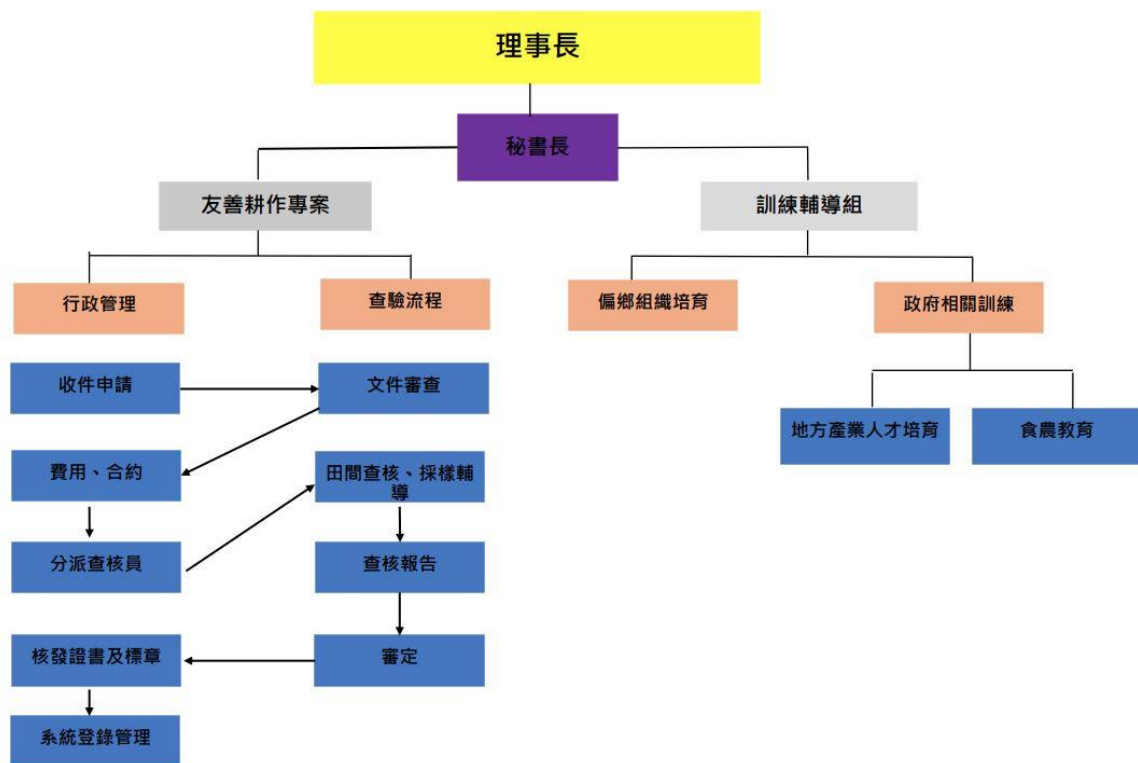 理事長
秘書長
友善耕作專案
訓練輔導組
行政管理
查驗流程
偏鄉組織培育
政府相關訓練
收件申請
文件審查
地方產業人才培育
食農教育
費用、合約
田間查核、採樣輔
導
分派查核員
查核報告
核發證書及標章
審定
系統登錄管理